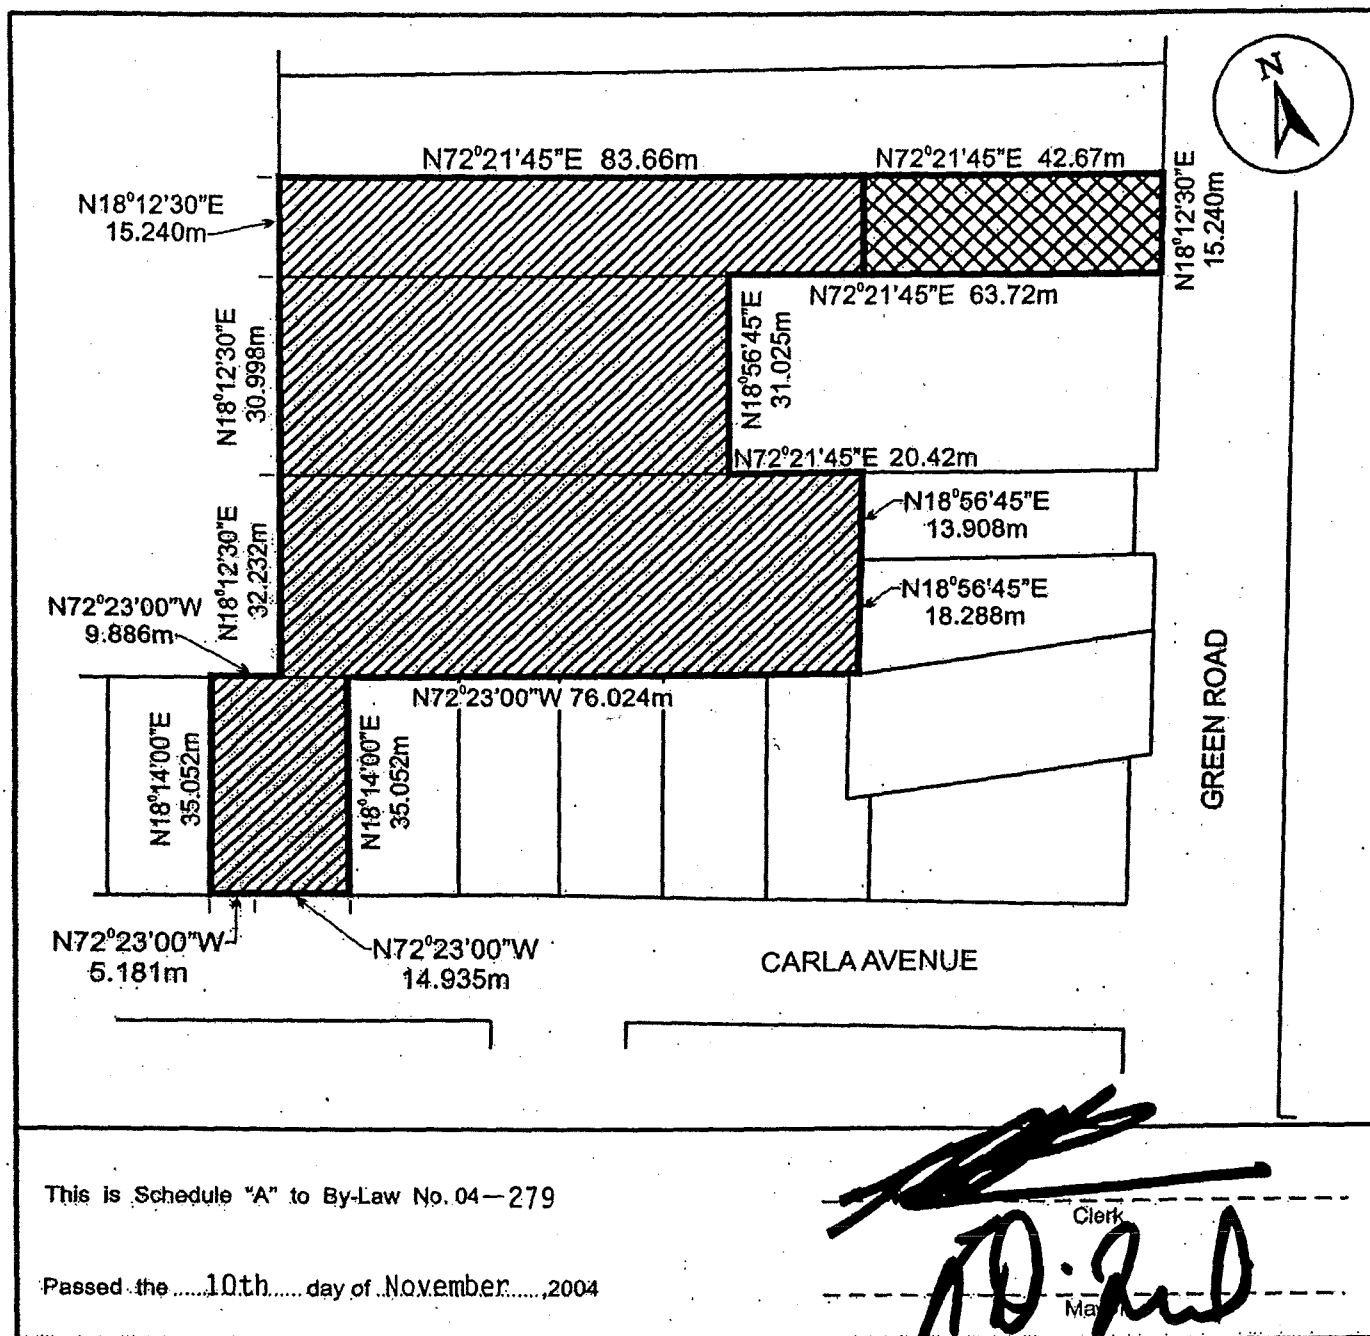 N
N72°21'45"E 83.66m
N72°21'45"E 42.67m
N18°12'30"E
15.240m
N18°12'30"E
15.240m
N72°21'45"E 63.72m
N18°12'30"E
30.998m
N18°56'45"E
31.025m
N72°21'45"E 20.42m
N18°56'45"E
13.908m
N18°12'30"E
32.232m
N18°56'45"E
18.288m
N72°23'00"W
9.886m
N72°23'00"W 76.024m
GREEN ROAD
N18°14'00"E
35.052m
N18°14'00"E
35.052m
N72°23'00"W
5.181m
N72°23'00"W
14.935m
CARLA AVENUE
This is Schedule "A" to By-Law No. 04-279
Clerk
Passed the ......10th..... day of .November.....,2004